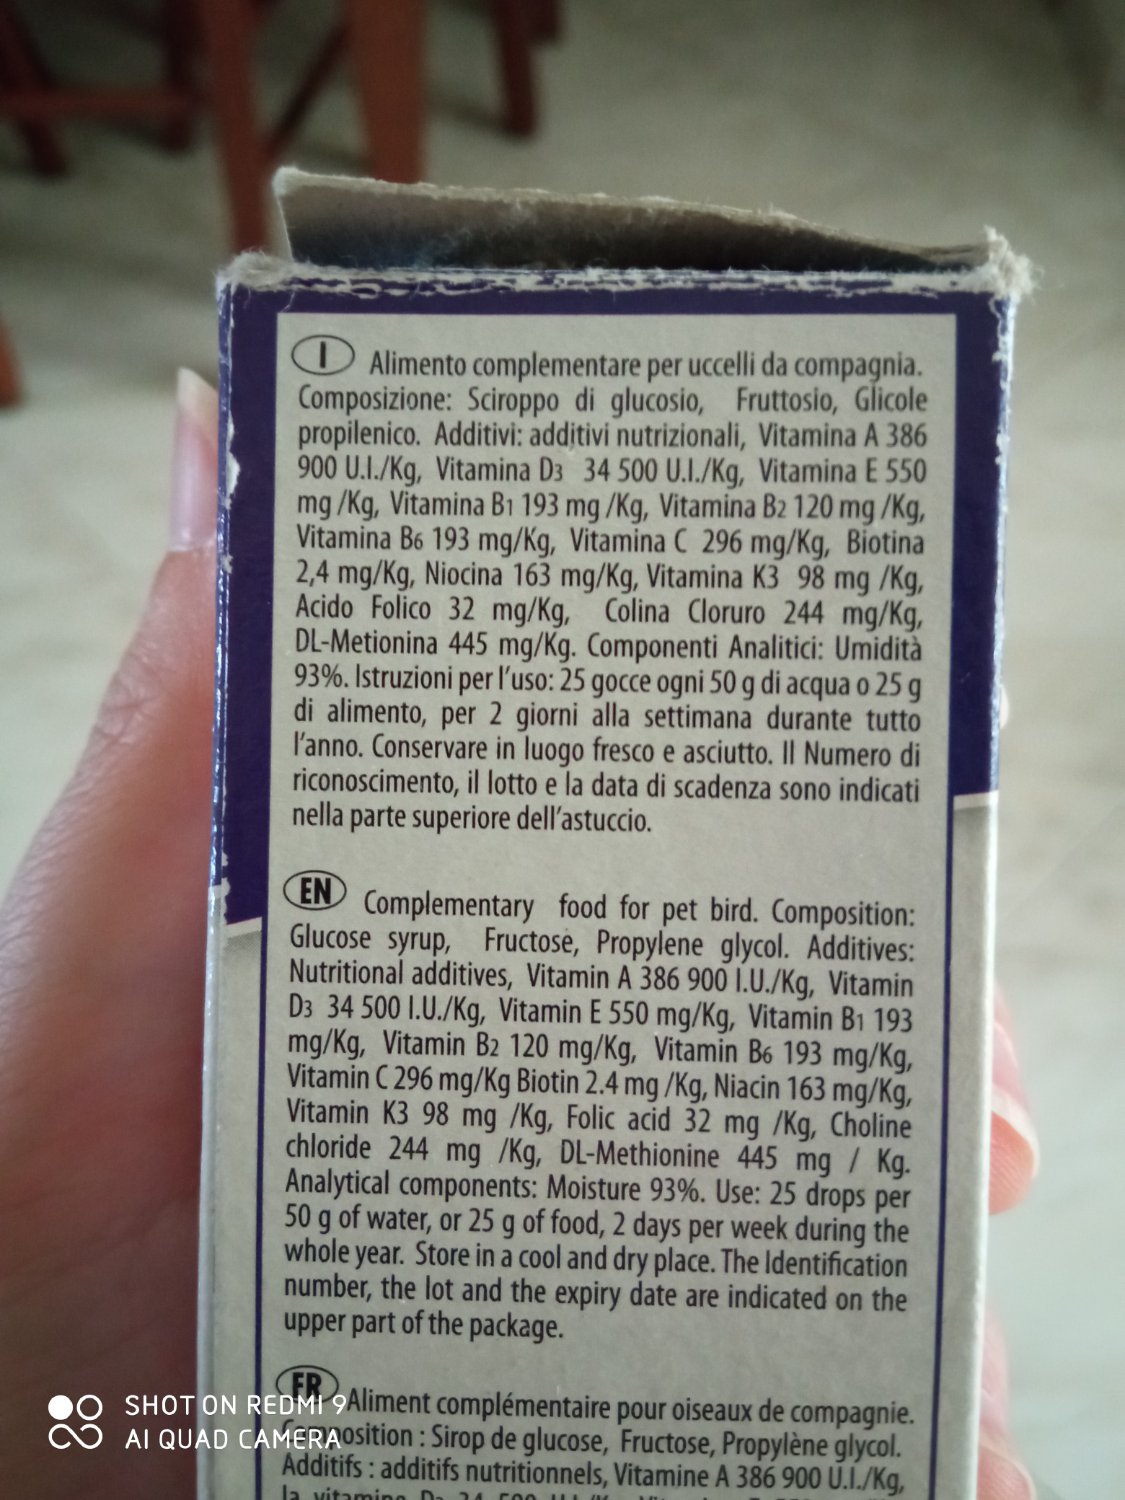 I Alimento complementare per uccelli da compagnia.
Composizione: Sciroppo di glucosio, Fruttosio, Glicole
propilenico. Additivi: additivi nutrizionali, Vitamina A 386
900 U.I./Kg, Vitamina D3 34 500 U.I./Kg, Vitamina E 550
mg /Kg, Vitamina B1 193 mg /Kg, Vitamina B2 120 mg /Kg,
Vitamina B6 193 mg/Kg, Vitamina C 296 mg/Kg, Biotina
2,4 mg/Kg, Niocina 163 mg/Kg, Vitamina K3 98 mg /Kg,
Acido Folico 32 mg/Kg, Colina Cloruro 244 mg/Kg,
DL-Metionina 445 mg/Kg. Componenti Analitici: Umidità
93%. Istruzioni per l'uso: 25 gocce ogni 50 g di acqua o 25 g
di alimento, per 2 giorni alla settimana durante tutto
l'anno. Conservare in luogo fresco e asciutto. Il Numero di
riconoscimento, il lotto e la data di scadenza sono indicati
nella parte superiore dell'astuccio.
EN Complementary food for pet bird. Composition:
Glucose syrup, Fructose, Propylene glycol. Additives:
Nutritional additives, Vitamin A 386 900 I.U./Kg, Vitamin
D3 34 500 I.U./Kg, Vitamin E 550 mg/Kg, Vitamin B1 193
mg/Kg, Vitamin B2 120 mg/Kg, Vitamin B6 193 mg/Kg,
Vitamin C 296 mg/Kg Biotin 2.4 mg /Kg, Niacin 163 mg/Kg,
Vitamin K3 98 mg /Kg, Folic acid 32 mg /Kg, Choline
chloride 244 mg /Kg, DL-Methionine 445 mg / Kg.
Analytical components: Moisture 93%. Use: 25 drops per
50 g of water, or 25 g of food, 2 days per week during the
whole year. Store in a cool and dry place. The Identification
number, the lot and the expiry date are indicated on the
upper part of the package.
FR Aliment complémentaire pour oiseaux de compagnie.
Composition : Sirop de glucose, Fructose, Propylène glycol.
Additifs : additifs nutritionnels, Vitamine A 386 900 U.I./Kg,
la vitamine D3 34 500
SHOT ON REDMI 9
AI QUAD CAMERA